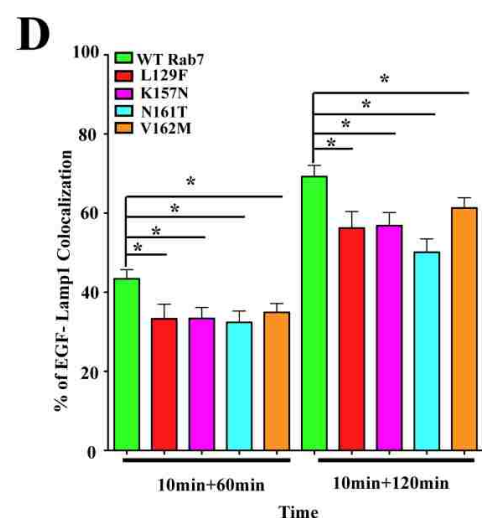 D
100
80
60
40
20
0
% of EGF- Lamp1 Colocalization
WT Rab7
L129F
K157N
N161T
V162M
*
*
*
*
*
*
*
*
10min+60min
10min+120min
Time